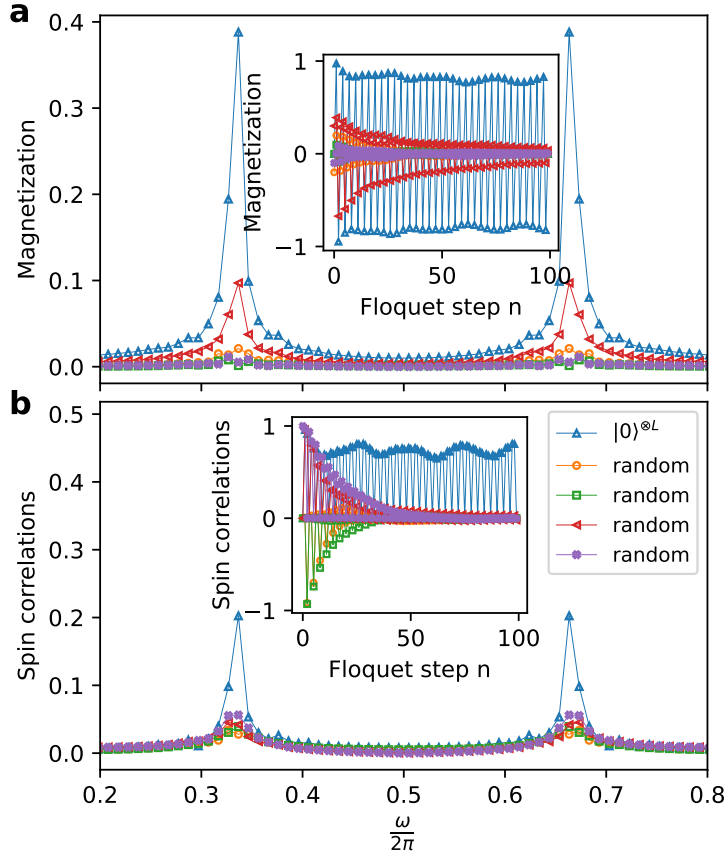 a
0.4
0.3
0.2
0.1
0.0
Magnetization
1
0
−1
Magnetization
0
50
100
Floquet step n
b
0.5
0.4
0.3
0.2
0.1
0.0
Spin correlations
1
0
−1
Spin correlations
0
50
100
Floquet step n
|0⟩⊗L
random
random
random
random
0.2
0.3
0.4
0.5
0.6
0.7
0.8
ω
2π